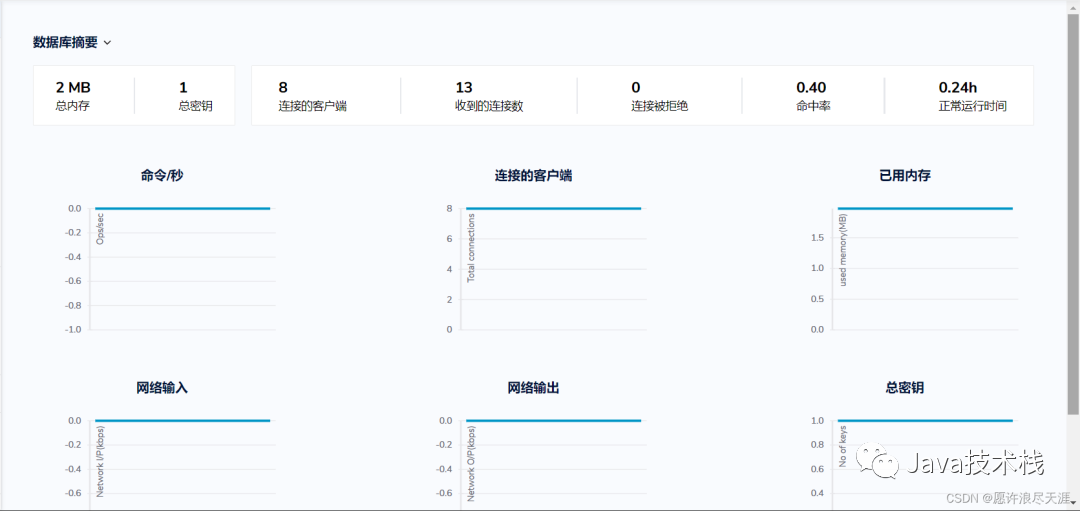 数据库摘要
2 MB 1 8 13 0 0.40 0.24h
总内存 总密钥 连接的客户端 收到的连接数 连接被拒绝 命中率 正常运行时间
命令/秒 连接的客户端 已用内存
0.0
-0.2
-0.4
-0.6
-0.8
-1.0
Ops/sec
8
6
4
2
0
Total connections
1.5
1.0
0.5
0.0
used memory(MB)
网络输入 网络输出 总密钥
0.0
-0.2
-0.4
-0.6
Network I/P(kbps)
0.0
-0.2
-0.4
-0.6
Network O/P(kbps)
1.0
0.8
0.6
0.4
No of keys
Java技术栈
CSDN @愿许浪尽天涯